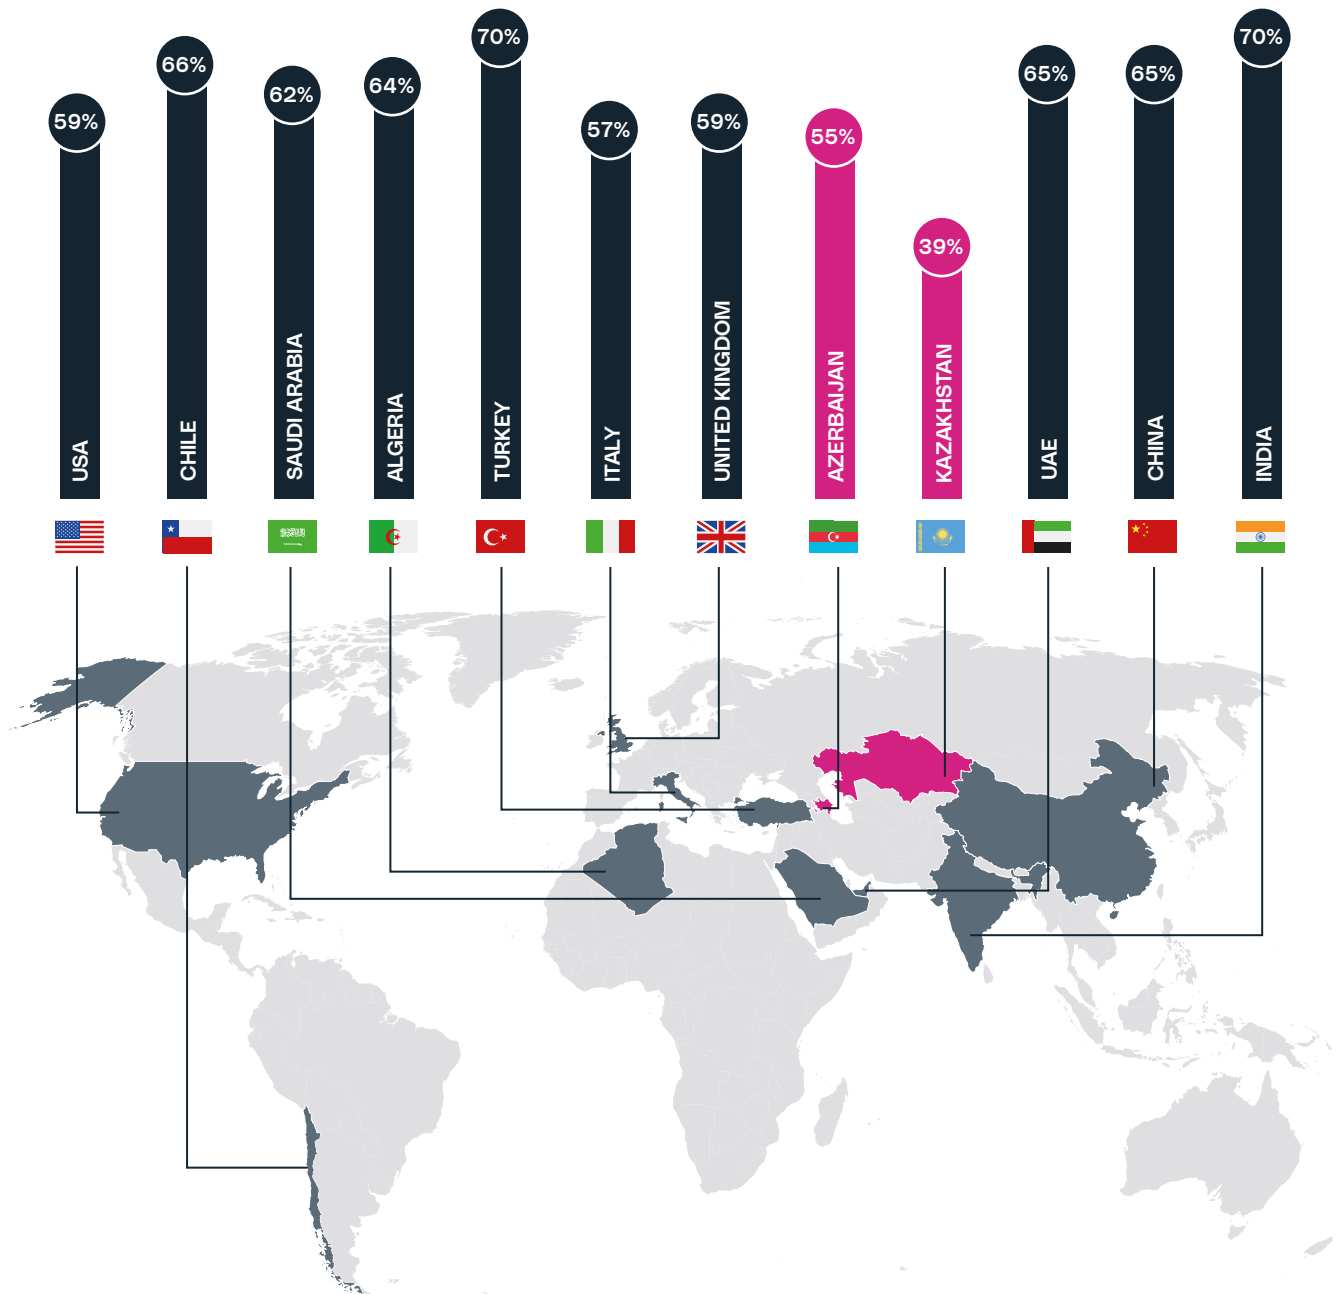 59%
66%
62%
64%
70%
57%
59%
55%
39%
65%
65%
70%
USA
CHILE
SAUDI ARABIA
ALGERIA
TURKEY
ITALY
UNITED KINGDOM
AZERBAIJAN
KAZAKHSTAN
UAE
CHINA
INDIA